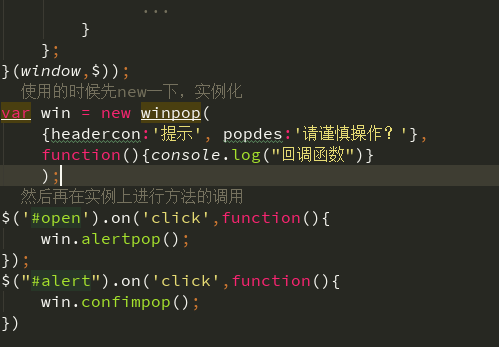 ...
}
};
}(window,$));
使用的时候先new一下，实例化
var win = new winpop(
{headercon:'提示', popdes:'请谨慎操作？'},
function(){console.log("回调函数")}
);
然后再在实例上进行方法的调用
$('#open').on('click',function(){
win.alertpop();
});
$("#alert").on('click',function(){
win.confimpop();
})